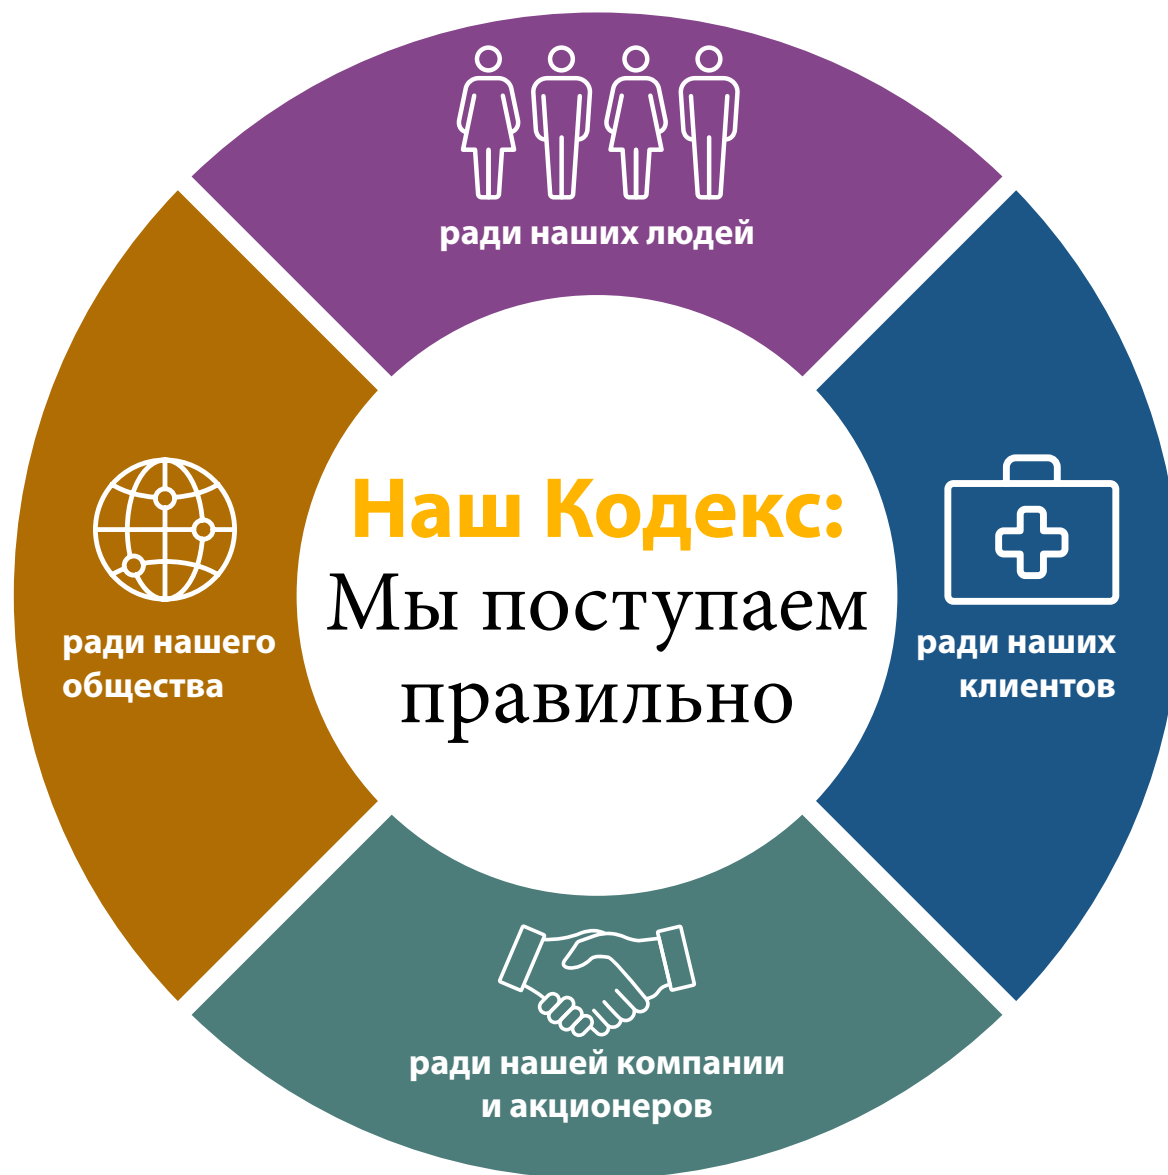 ради наших людей
Наш Кодекс:
Мы поступаем
правильно
ради нашего
общества
ради наших
клиентов
ради нашей компании
и акционеров